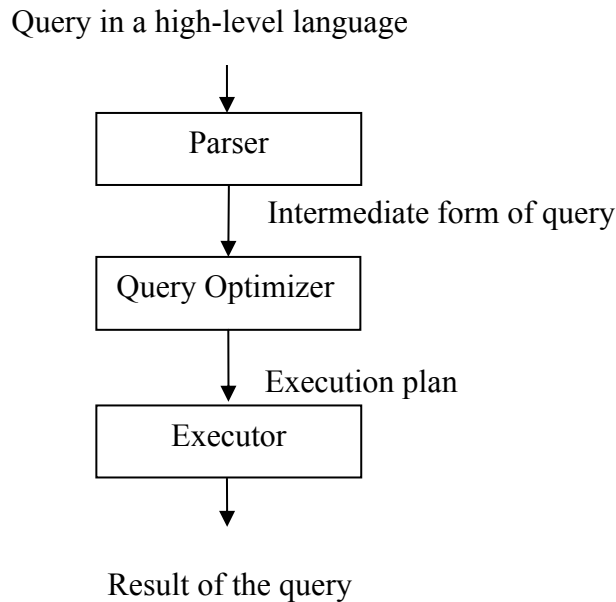 Query in a high-level language
Parser
Intermediate form of query
Query Optimizer
Execution plan
Executor
Result of the query